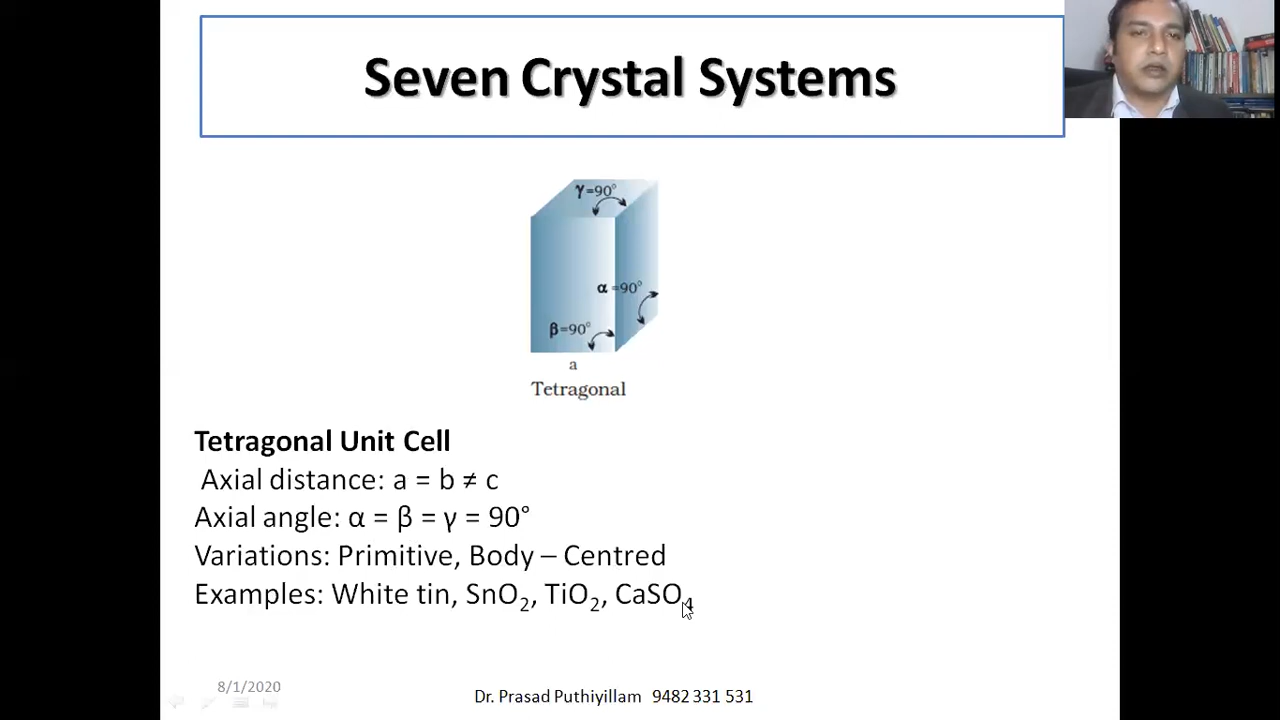 Seven Crystal Systems
γ=90°
α=90°
β=90°
a
Tetragonal
Tetragonal Unit Cell
Axial distance: a = b ≠ c
Axial angle: α = β = γ = 90°
Variations: Primitive, Body – Centred
Examples: White tin, SnO₂, TiO₂, CaSO₄
8/1/2020
Dr. Prasad Puthiyillam 9482 331 531